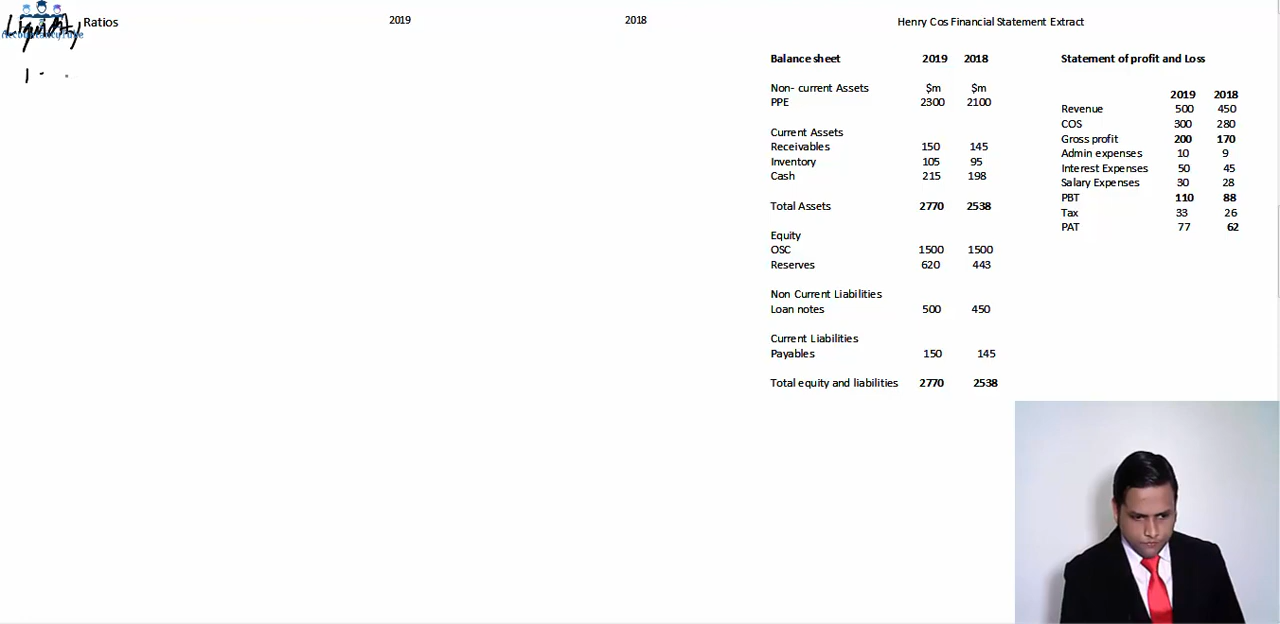 Liquidity Ratios 2019 2018 Henry Cos Financial Statement Extract
AccountancyTube
1.
Balance sheet 2019 2018
Non- current Assets $m $m
PPE 2300 2100
Current Assets
Receivables 150 145
Inventory 105 95
Cash 215 198
Total Assets 2770 2538
Equity
OSC 1500 1500
Reserves 620 443
Non Current Liabilities
Loan notes 500 450
Current Liabilities
Payables 150 145
Total equity and liabilities 2770 2538
Statement of profit and Loss
2019 2018
Revenue 500 450
COS 300 280
Gross profit 200 170
Admin expenses 10 9
Interest Expenses 50 45
Salary Expenses 30 28
PBT 110 88
Tax 33 26
PAT 77 62